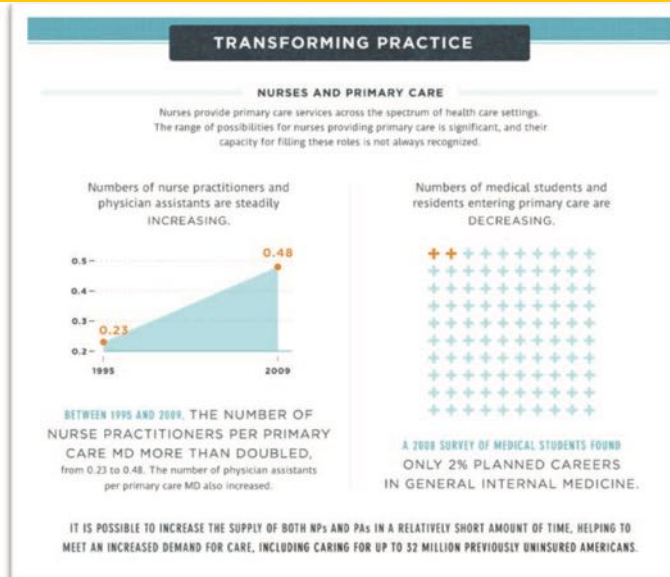 TRANSFORMING PRACTICE
NURSES AND PRIMARY CARE
Nurses provide primary care services across the spectrum of health care settings.
The range of possibilities for nurses providing primary care is significant, and their
capacity for filling these roles is not always recognized.
Numbers of nurse practitioners and
physician assistants are steadily
INCREASING.
0.5
0.4
0.3
0.2
0.23
0.48
1995
2009
BETWEEN 1995 AND 2009, THE NUMBER OF
NURSE PRACTITIONERS PER PRIMARY
CARE MD MORE THAN DOUBLED,
from 0.23 to 0.48. The number of physician assistants
per primary care MD also increased.
Numbers of medical students and
residents entering primary care are
DECREASING.
A 2008 SURVEY OF MEDICAL STUDENTS FOUND
ONLY 2% PLANNED CAREERS
IN GENERAL INTERNAL MEDICINE.
IT IS POSSIBLE TO INCREASE THE SUPPLY OF BOTH NPs AND PAs IN A RELATIVELY SHORT AMOUNT OF TIME, HELPING TO
MEET AN INCREASED DEMAND FOR CARE, INCLUDING CARING FOR UP TO 32 MILLION PREVIOUSLY UNINSURED AMERICANS.